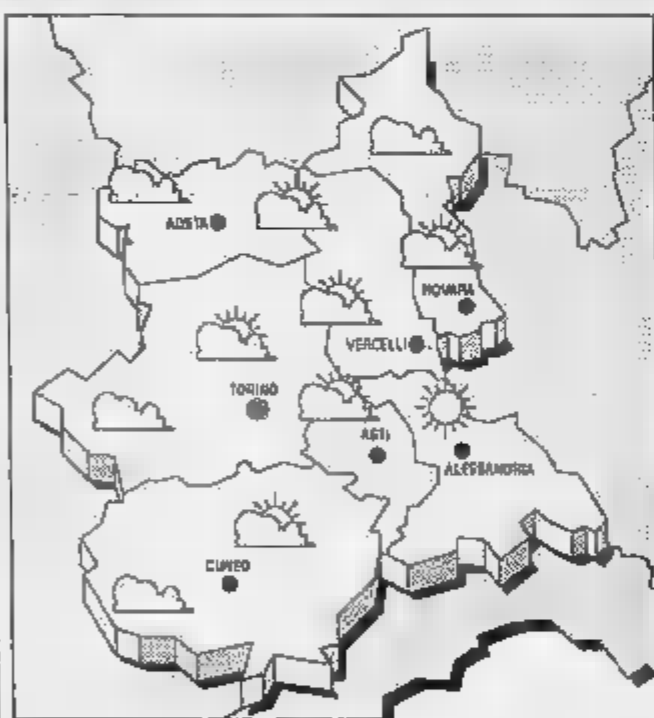 AOSTA
NOVARA
VERCELLI
TORINO
ASTI
ALESSANDRIA
CUNEO